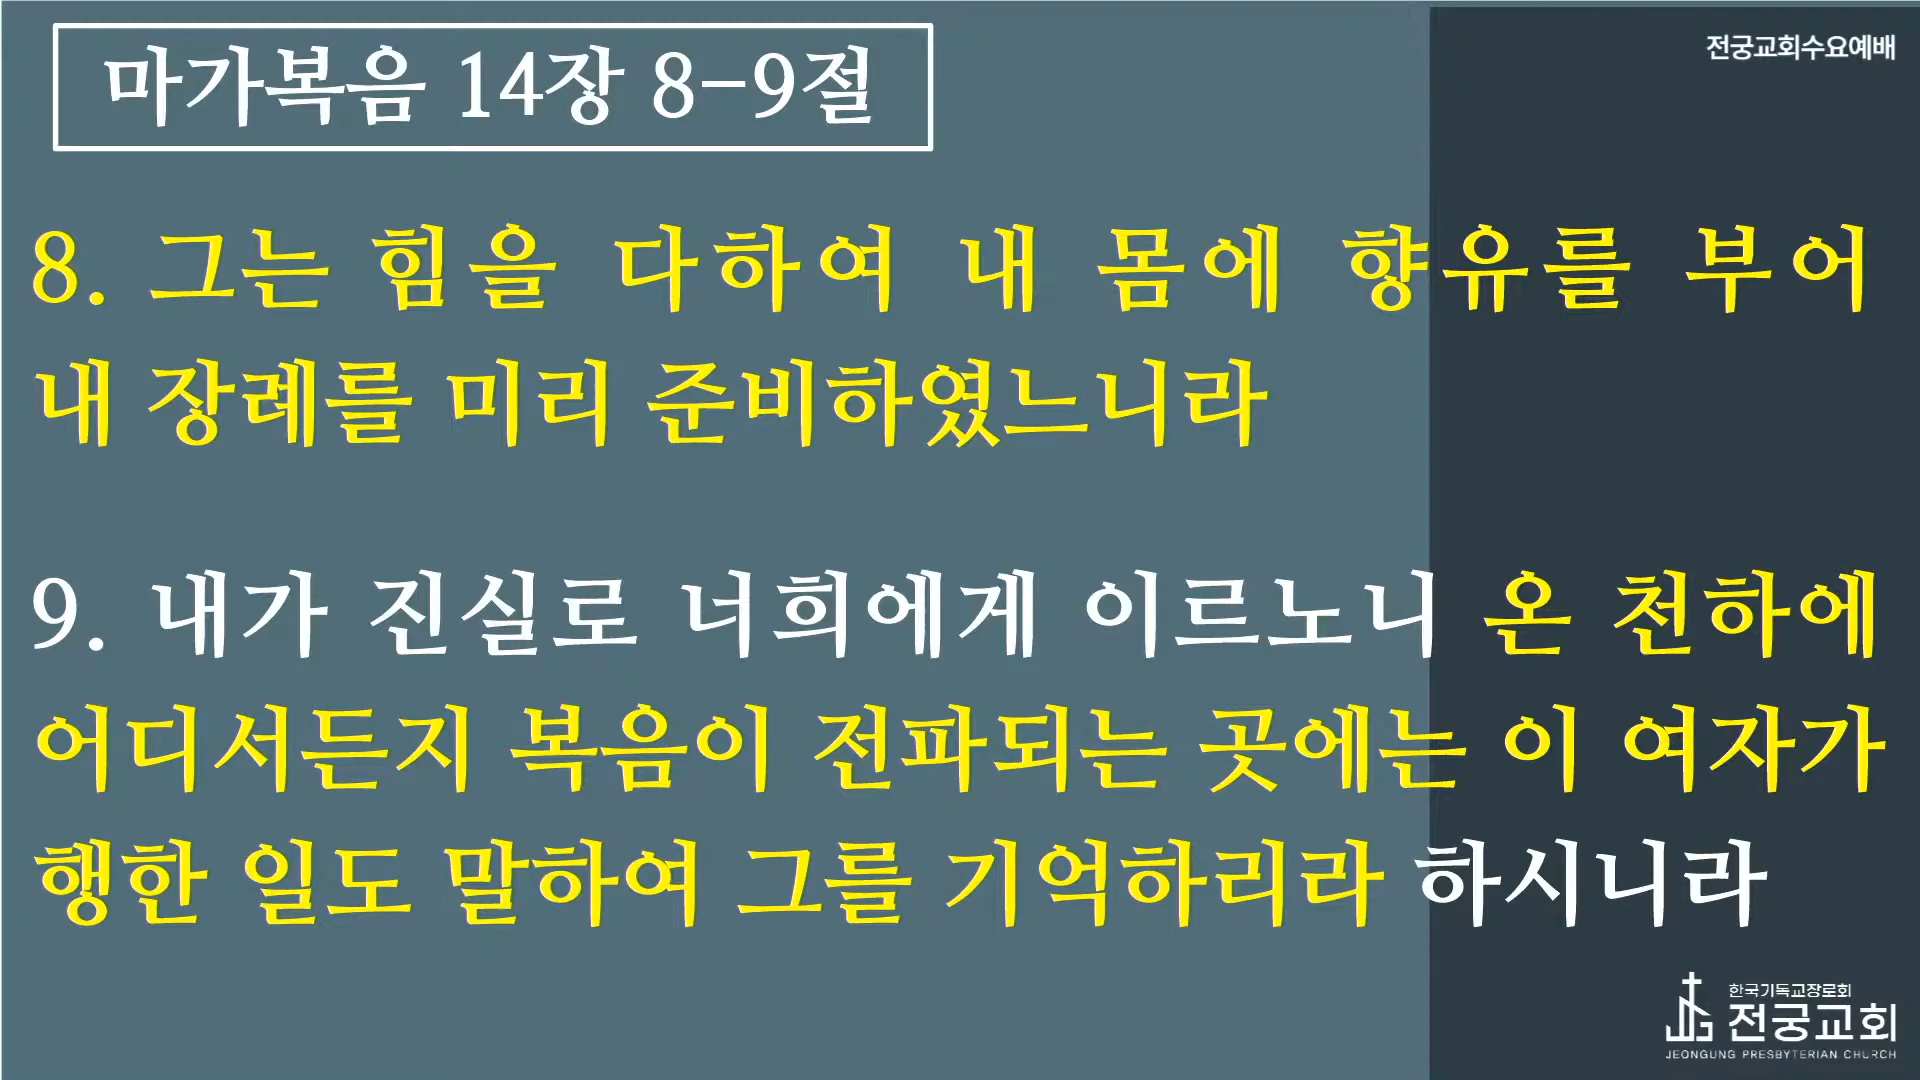 마가복음 14장 8-9절
전궁교회수요예배
8. 그는 힘을 다하여 내 몸에 향유를 부어
내 장례를 미리 준비하였느니라
9. 내가 진실로 너희에게 이르노니 온 천하에
어디서든지 복음이 전파되는 곳에는 이 여자가
행한 일도 말하여 그를 기억하리라 하시니라
한국기독교장로회
전궁교회
JEONGUNG PRESBYTERIAN CHURCH